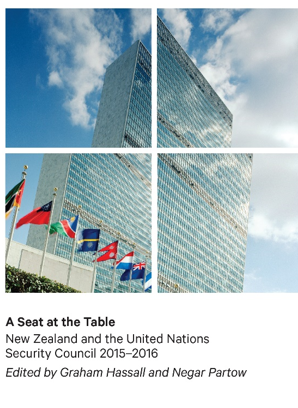 A Seat at the Table
New Zealand and the United Nations
Security Council 2015–2016
Edited by Graham Hassall and Negar Partow